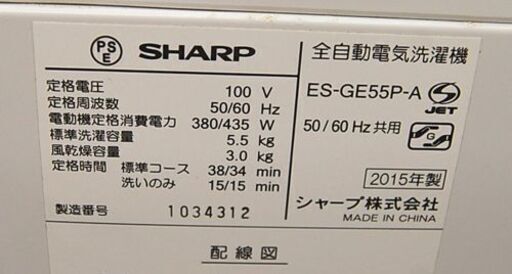 PS
E
SHARP
全自動電気洗濯機
定格電圧 100 V
定格周波数 50/60 Hz
電動機定格消費電力 380/435 W
標準洗濯容量 5.5 kg
風乾燥容量 3.0 kg
定格時間 標準コース 38/34 min
洗いのみ 15/15 min
製造番号 1034312
ES-GE55P-A
S
JET
50/60Hz共用
G
2015年製
シャープ株式会社
MADE IN CHINA
配線図